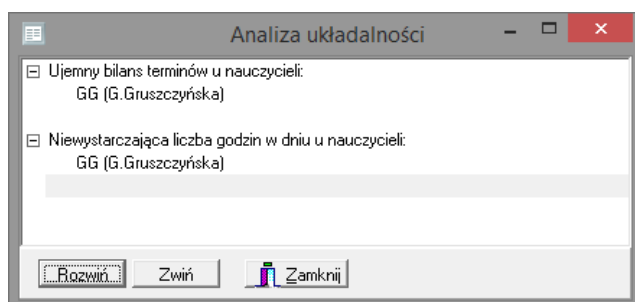 Analiza układalności
Ujemny bilans terminów u nauczycieli:
GG (G.Gruszczyńska)
Niewystarczająca liczba godzin w dniu u nauczycieli:
GG (G.Gruszczyńska)
Rozwiń
Zwiń
Zamknij